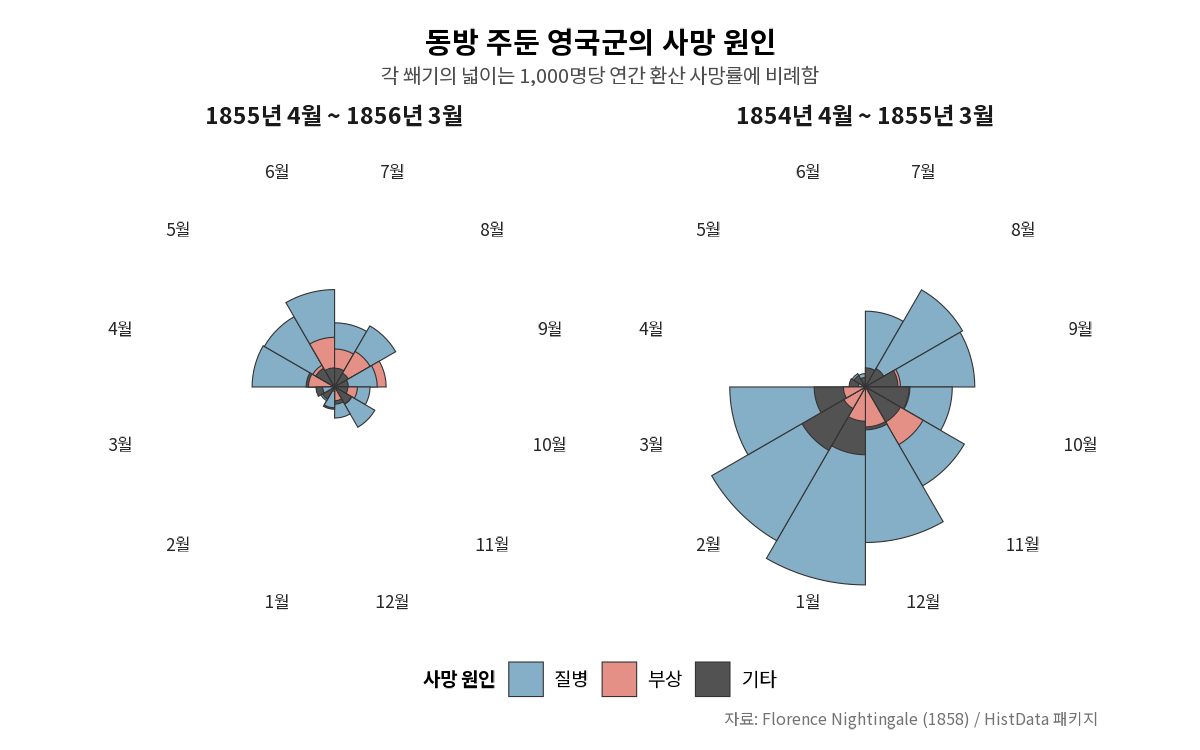 동방 주둔 영국군의 사망 원인
각 쐐기의 넓이는 1,000명당 연간 환산 사망률에 비례함
1855년 4월 ~ 1856년 3월
6월
7월
5월
8월
4월
9월
3월
10월
2월
11월
1월
12월
1854년 4월 ~ 1855년 3월
6월
7월
5월
8월
4월
9월
3월
10월
2월
11월
1월
12월
사망 원인 질병 부상 기타
자료: Florence Nightingale (1858) / HistData 패키지